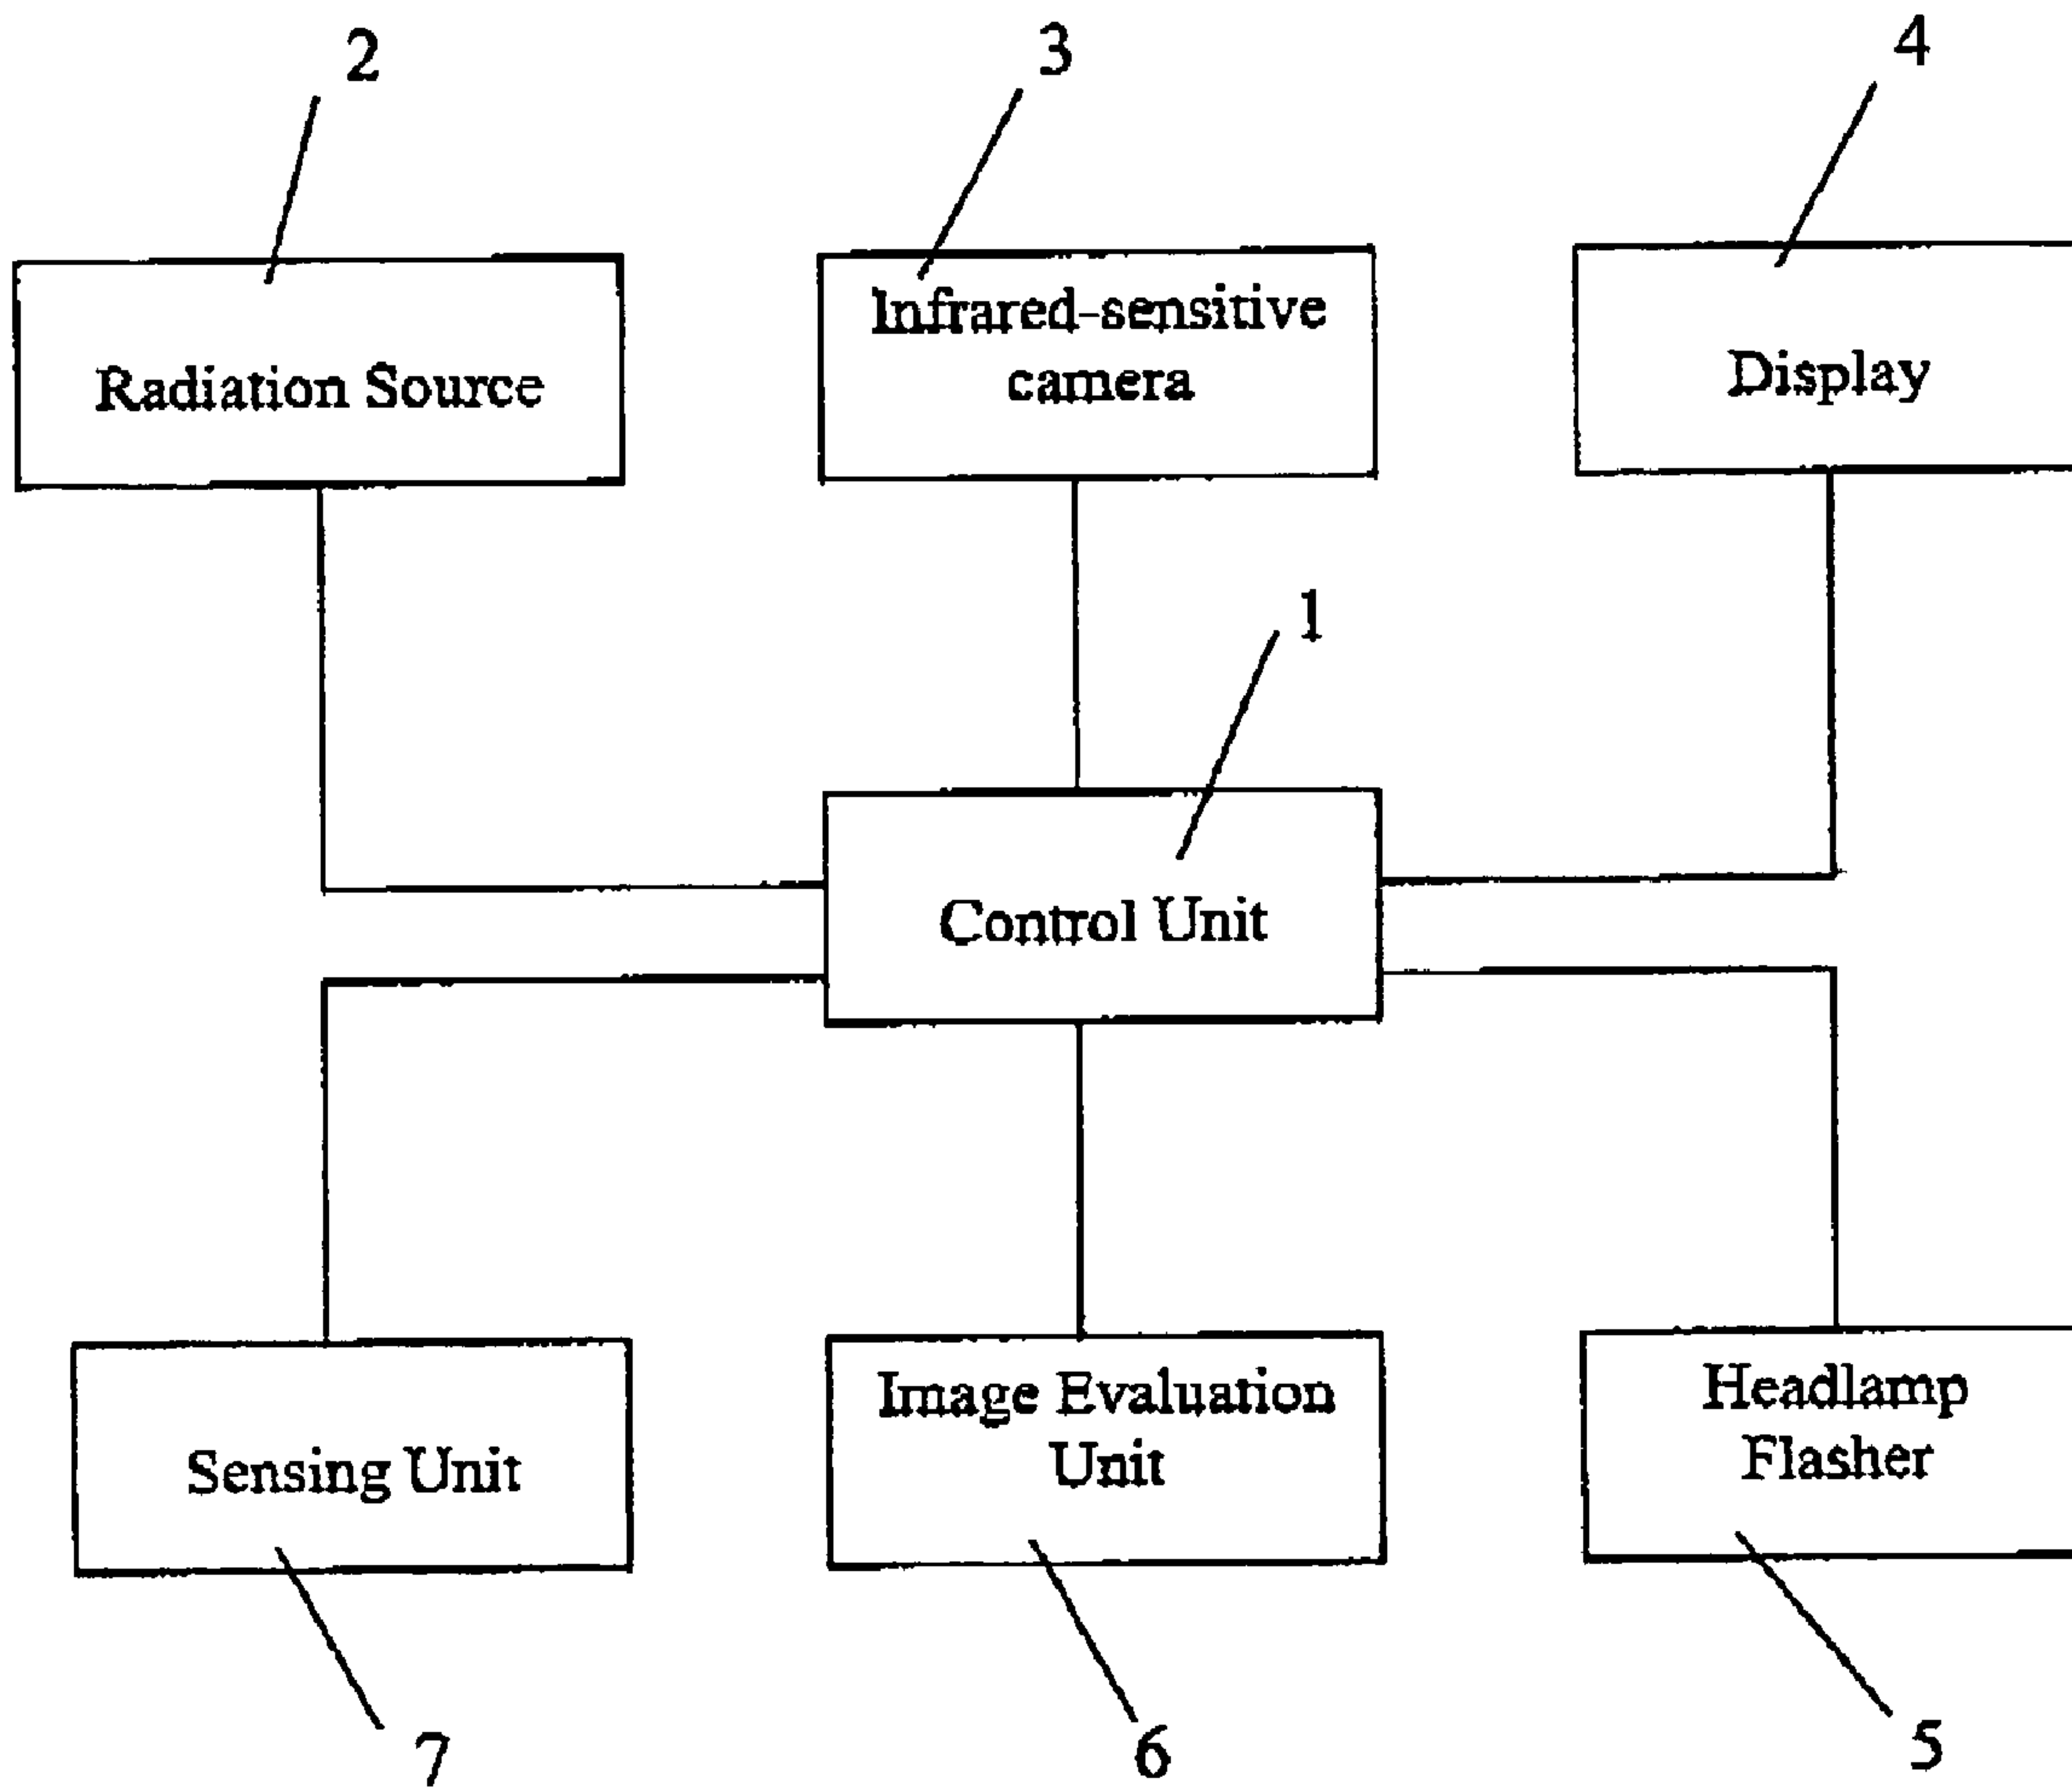 2
3
4
Radiation Source
Infrared-sensitive
camera
Display
1
Control Unit
Sensing Unit
Image Evaluation
Unit
Headlamp
Flasher
7
6
5